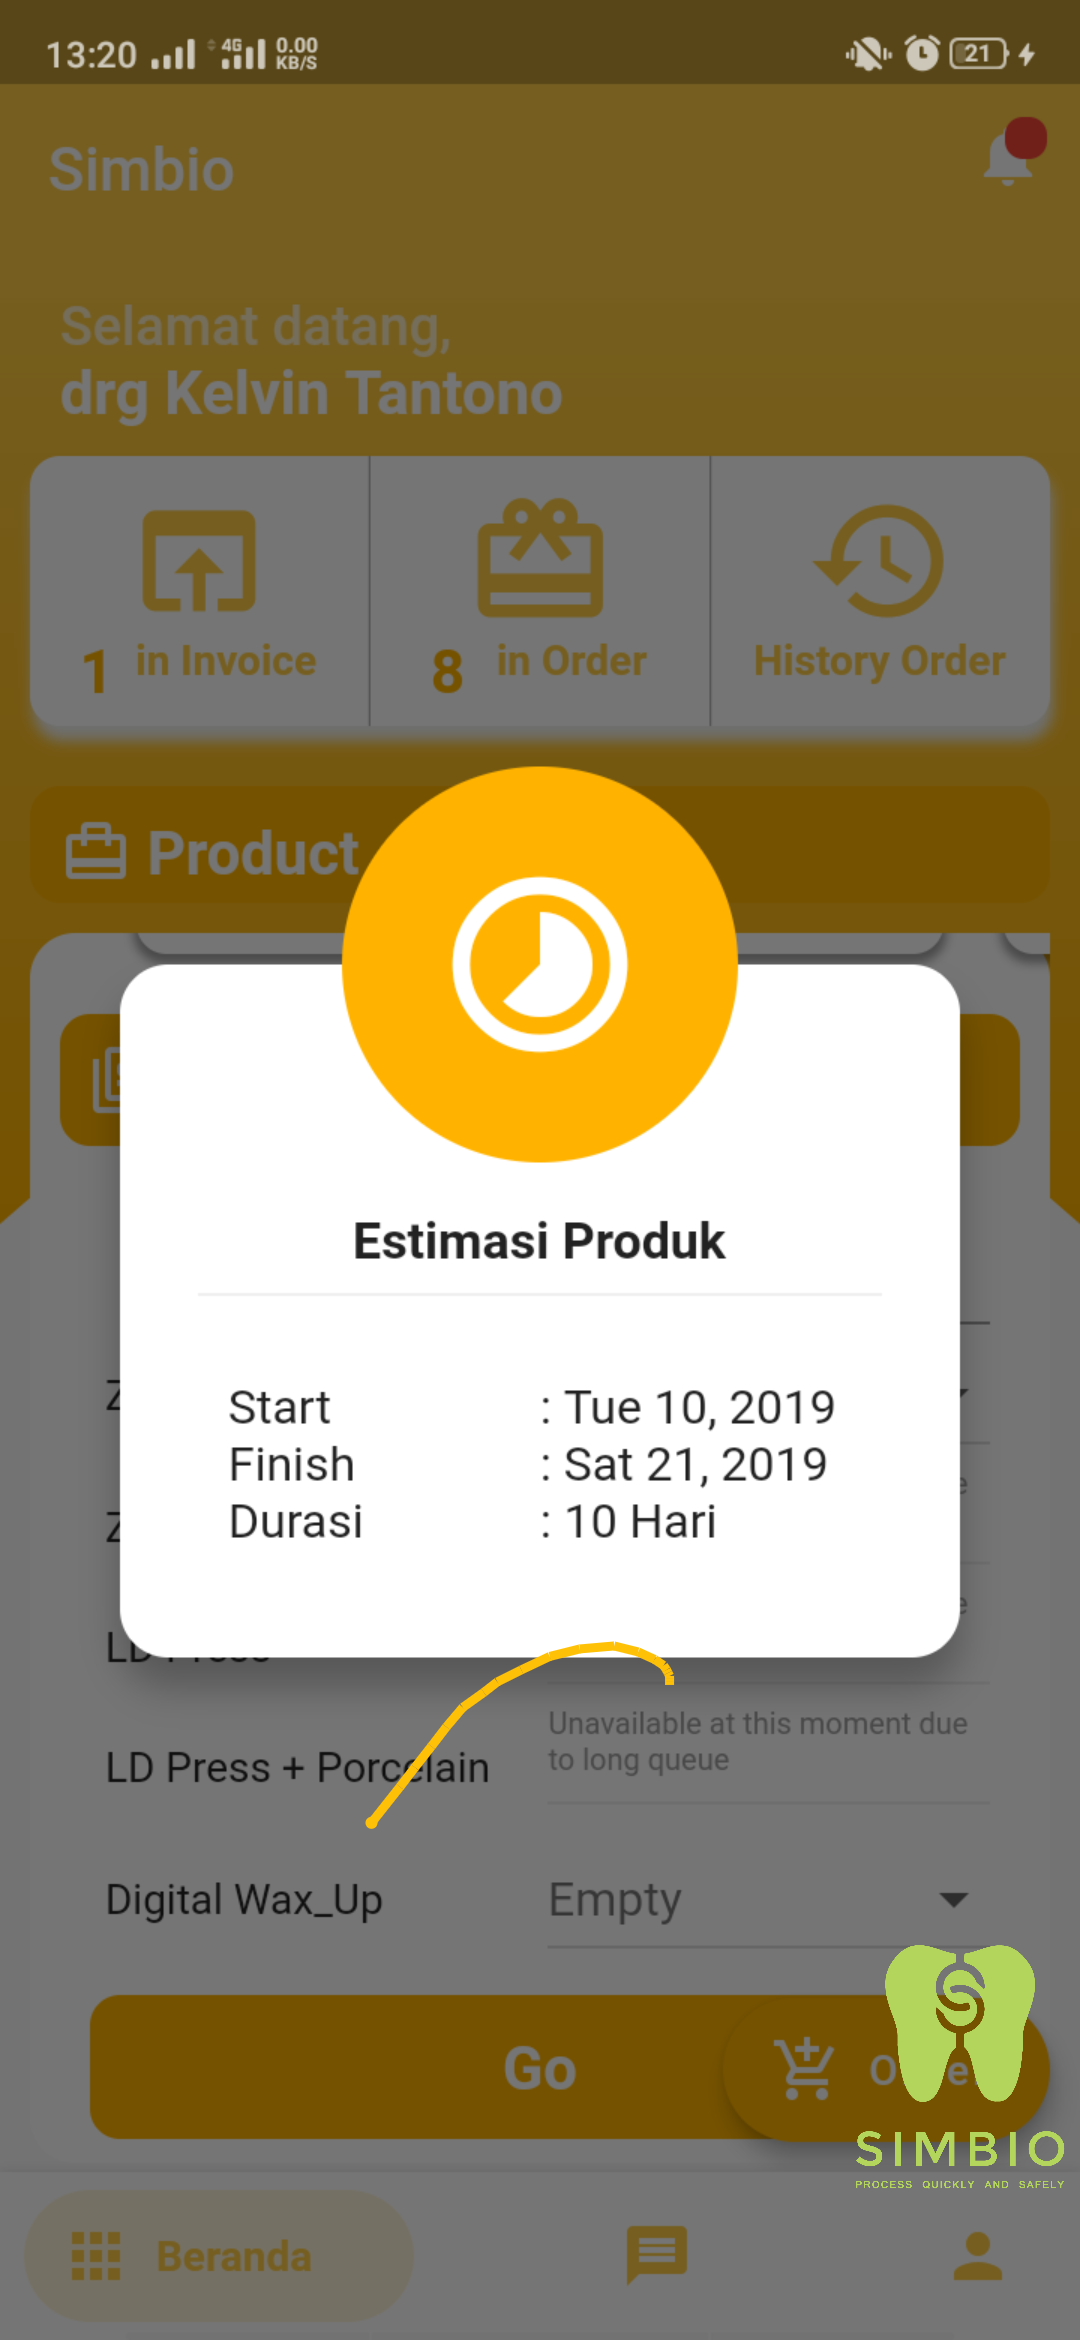 13:20 4G 0.00 KB/S 21
Simbio
Selamat datang,
drg Kelvin Tantono
1 in Invoice
8 in Order
History Order
Product
Estimasi Produk
Start : Tue 10, 2019
Finish : Sat 21, 2019
Durasi : 10 Hari
LD Press + Porcelain
Unavailable at this moment due
to long queue
Digital Wax_Up
Empty
Go
SIMBIO
PROCESS QUICKLY AND SAFELY
Beranda